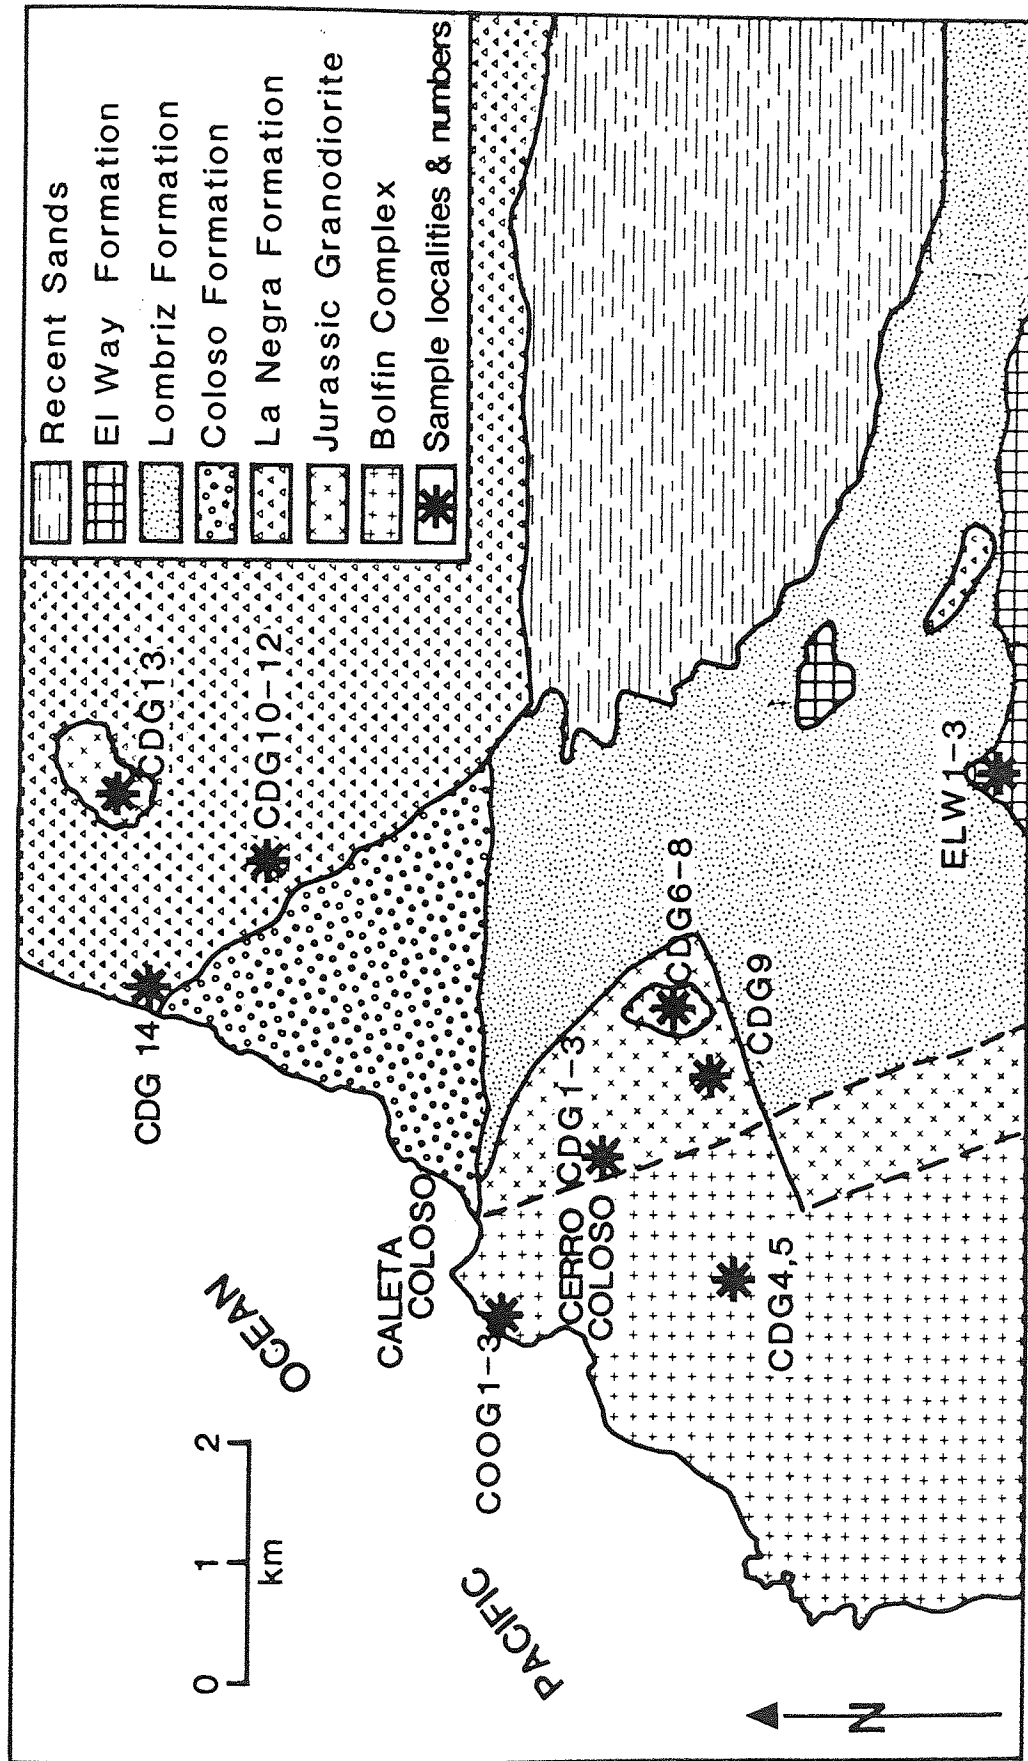 Recent Sands
El Way Formation
Lombriz Formation
Coloso Formation
La Negra Formation
Jurassic Granodiorite
Bolfin Complex
Sample localities & numbers
CDG13
CDG10-12
CDG 14
OCEAN
PACIFIC
0 1 2
km
CALETA
COLOSO
COOG1-3
CERRO
COLOSO
CDG1-3
CDG6-8
CDG9
CDG4,5
ELW1-3
N